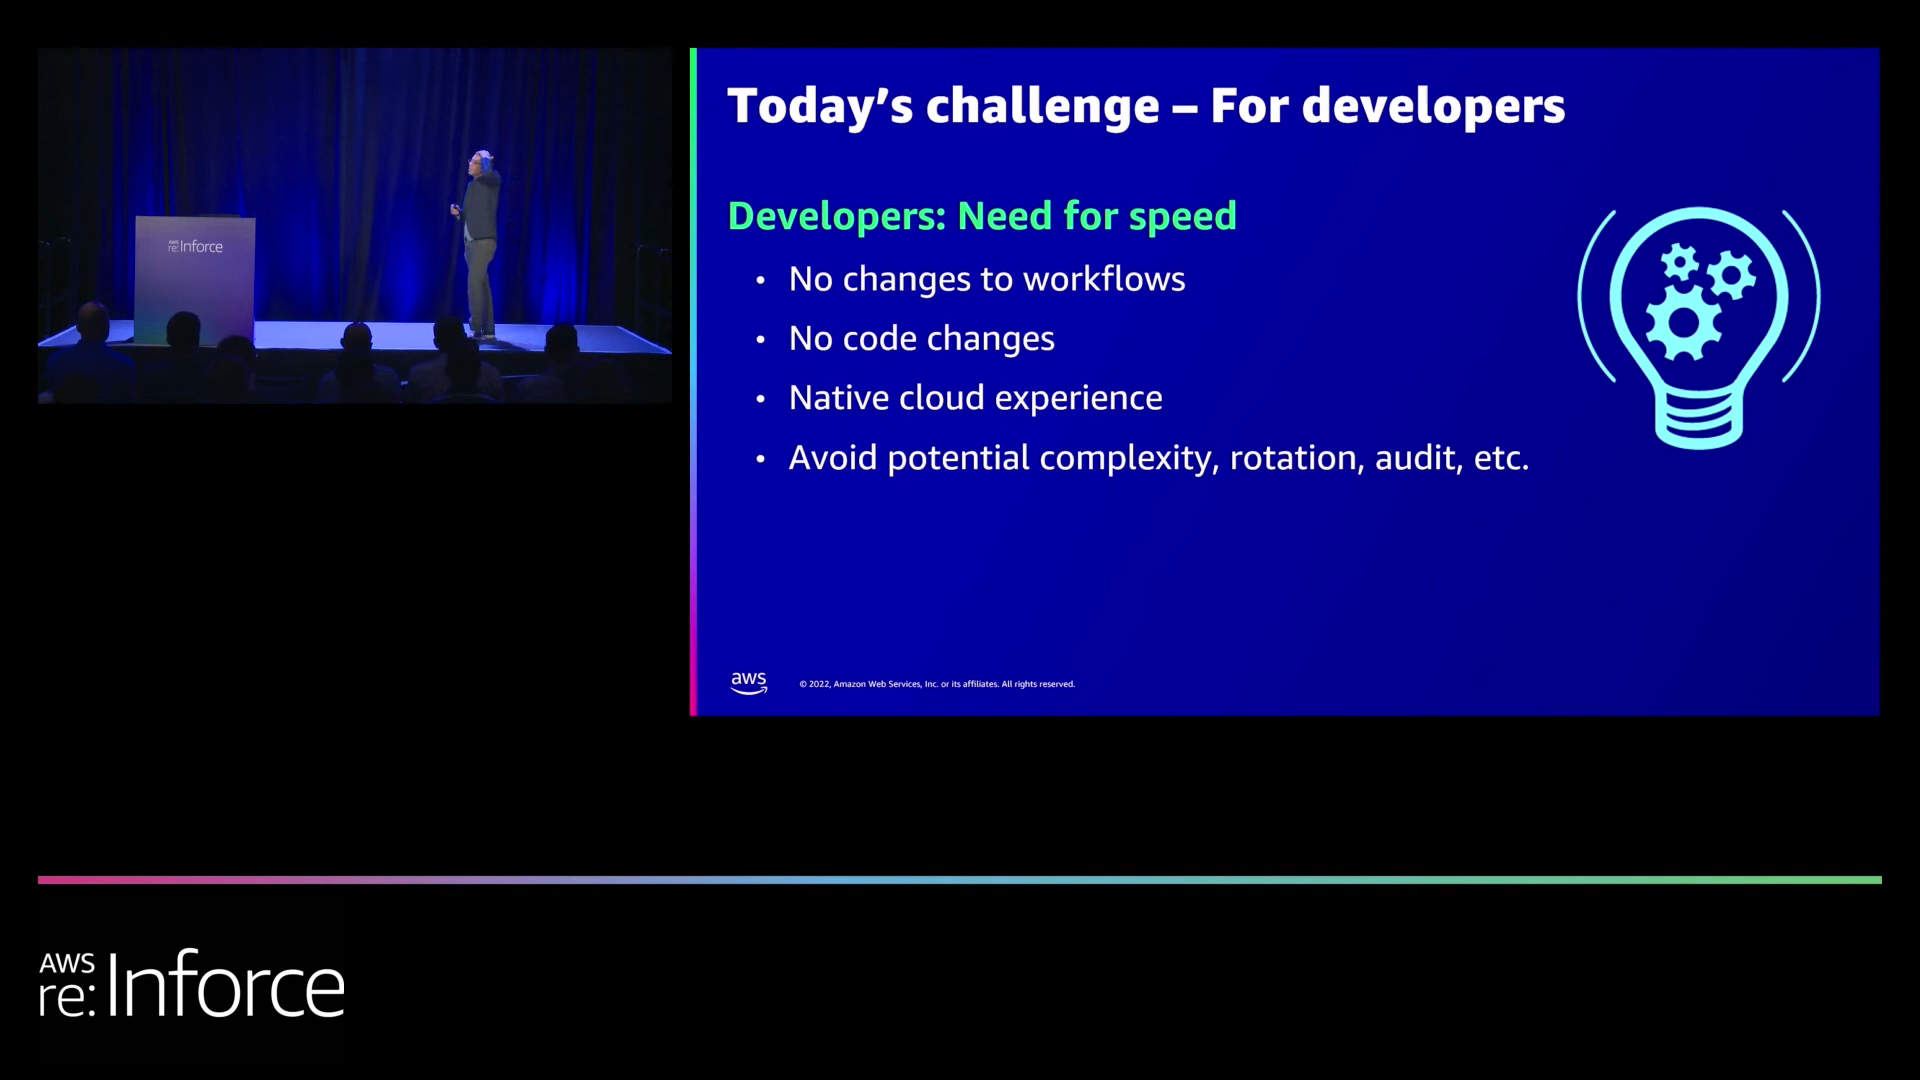 AWS
re:Inforce
Today’s challenge – For developers
Developers: Need for speed
• No changes to workflows
• No code changes
• Native cloud experience
• Avoid potential complexity, rotation, audit, etc.
aws
© 2022, Amazon Web Services, Inc. or its affiliates. All rights reserved.
AWS
re:Inforce